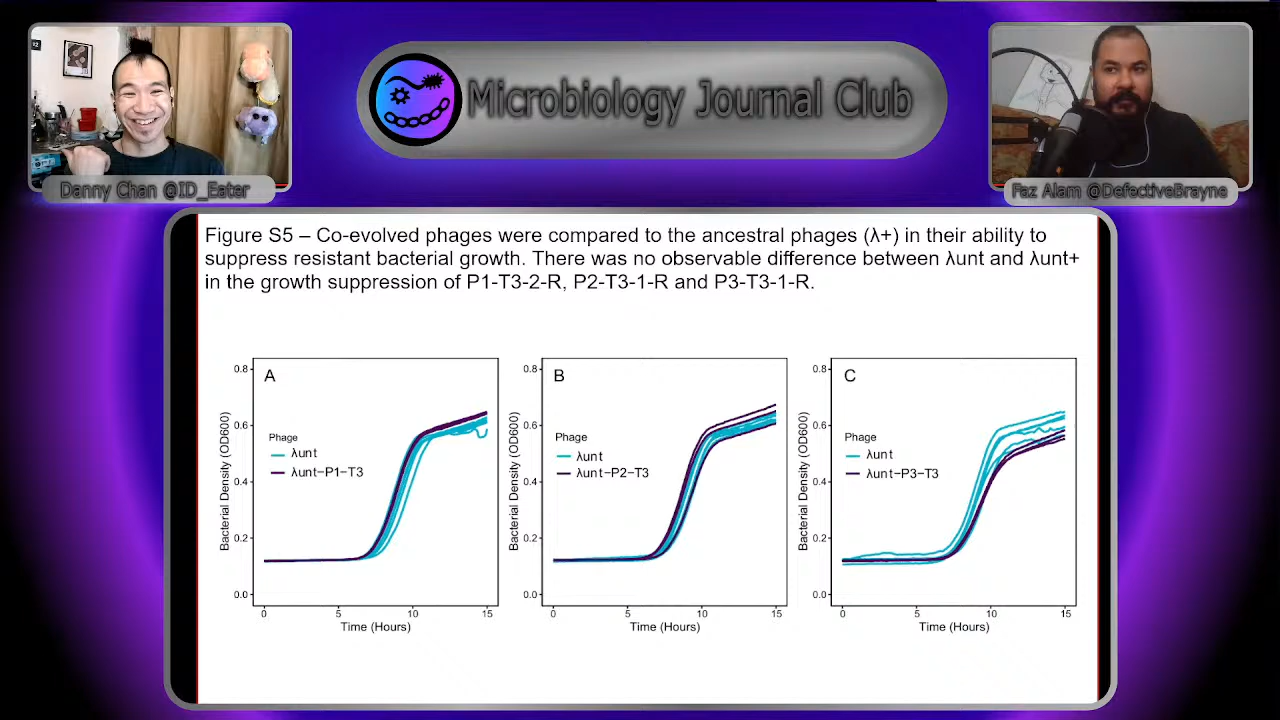 Microbiology Journal Club
Danny Chan @ID_Eater
Faz Alam @DefectiveBrayne
Figure S5 – Co-evolved phages were compared to the ancestral phages (λ+) in their ability to
suppress resistant bacterial growth. There was no observable difference between λunt and λunt+
in the growth suppression of P1-T3-2-R, P2-T3-1-R and P3-T3-1-R.
A
Bacterial Density (OD600)
0.8
0.6
0.4
0.2
0.0
Phage
λunt
λunt−P1−T3
0 5 10 15
Time (Hours)
B
Bacterial Density (OD600)
0.8
0.6
0.4
0.2
0.0
Phage
λunt
λunt−P2−T3
0 5 10 15
Time (Hours)
C
Bacterial Density (OD600)
0.8
0.6
0.4
0.2
0.0
Phage
λunt
λunt−P3−T3
0 5 10 15
Time (Hours)